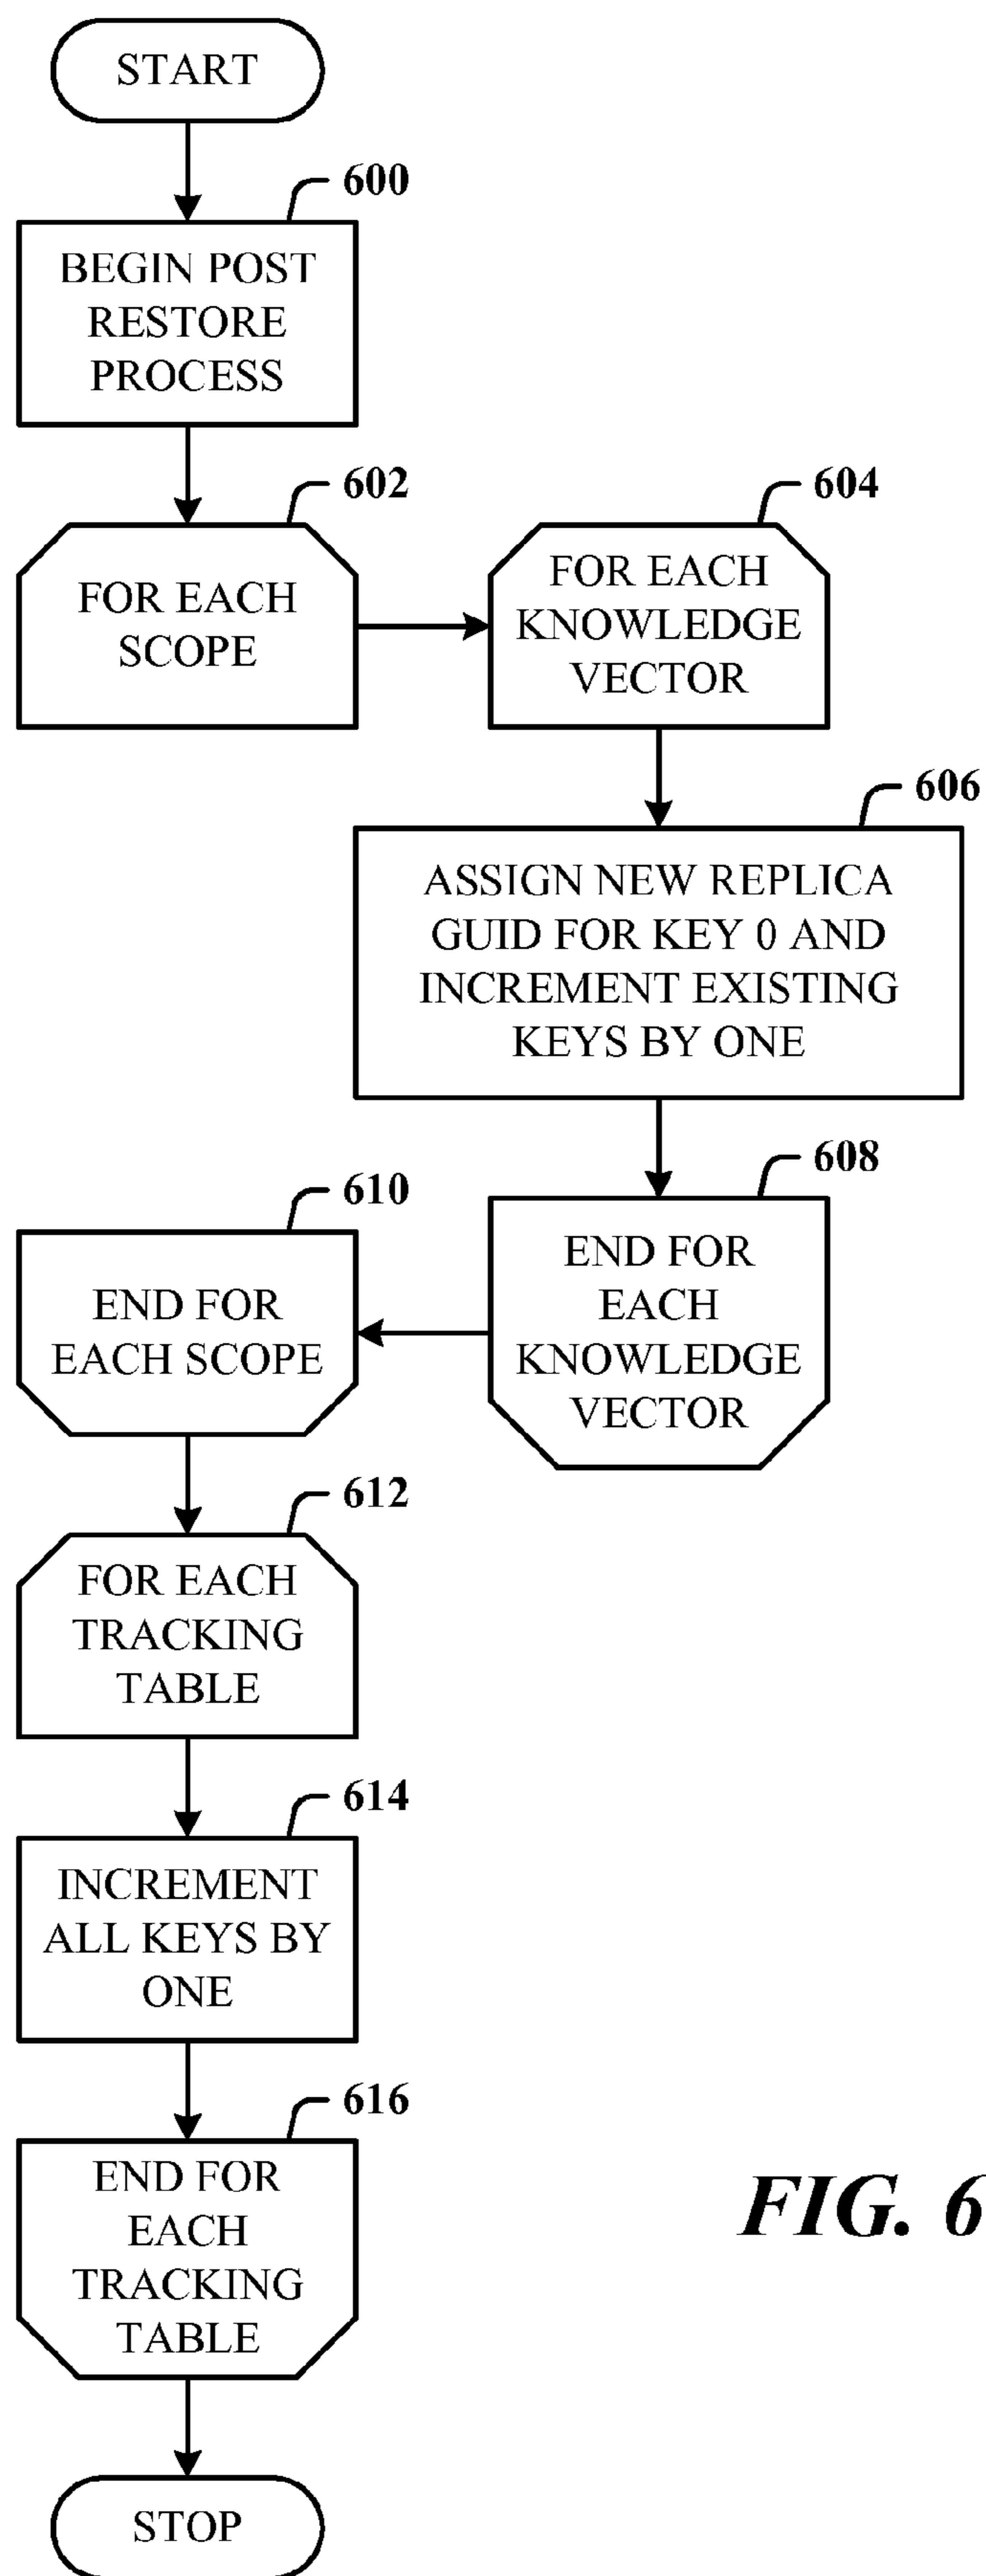 START
600
BEGIN POST
RESTORE
PROCESS
602
FOR EACH
SCOPE
604
FOR EACH
KNOWLEDGE
VECTOR
606
ASSIGN NEW REPLICA
GUID FOR KEY 0 AND
INCREMENT EXISTING
KEYS BY ONE
608
END FOR
EACH
KNOWLEDGE
VECTOR
610
END FOR
EACH SCOPE
612
FOR EACH
TRACKING
TABLE
614
INCREMENT
ALL KEYS BY
ONE
616
END FOR
EACH
TRACKING
TABLE
STOP
FIG. 6